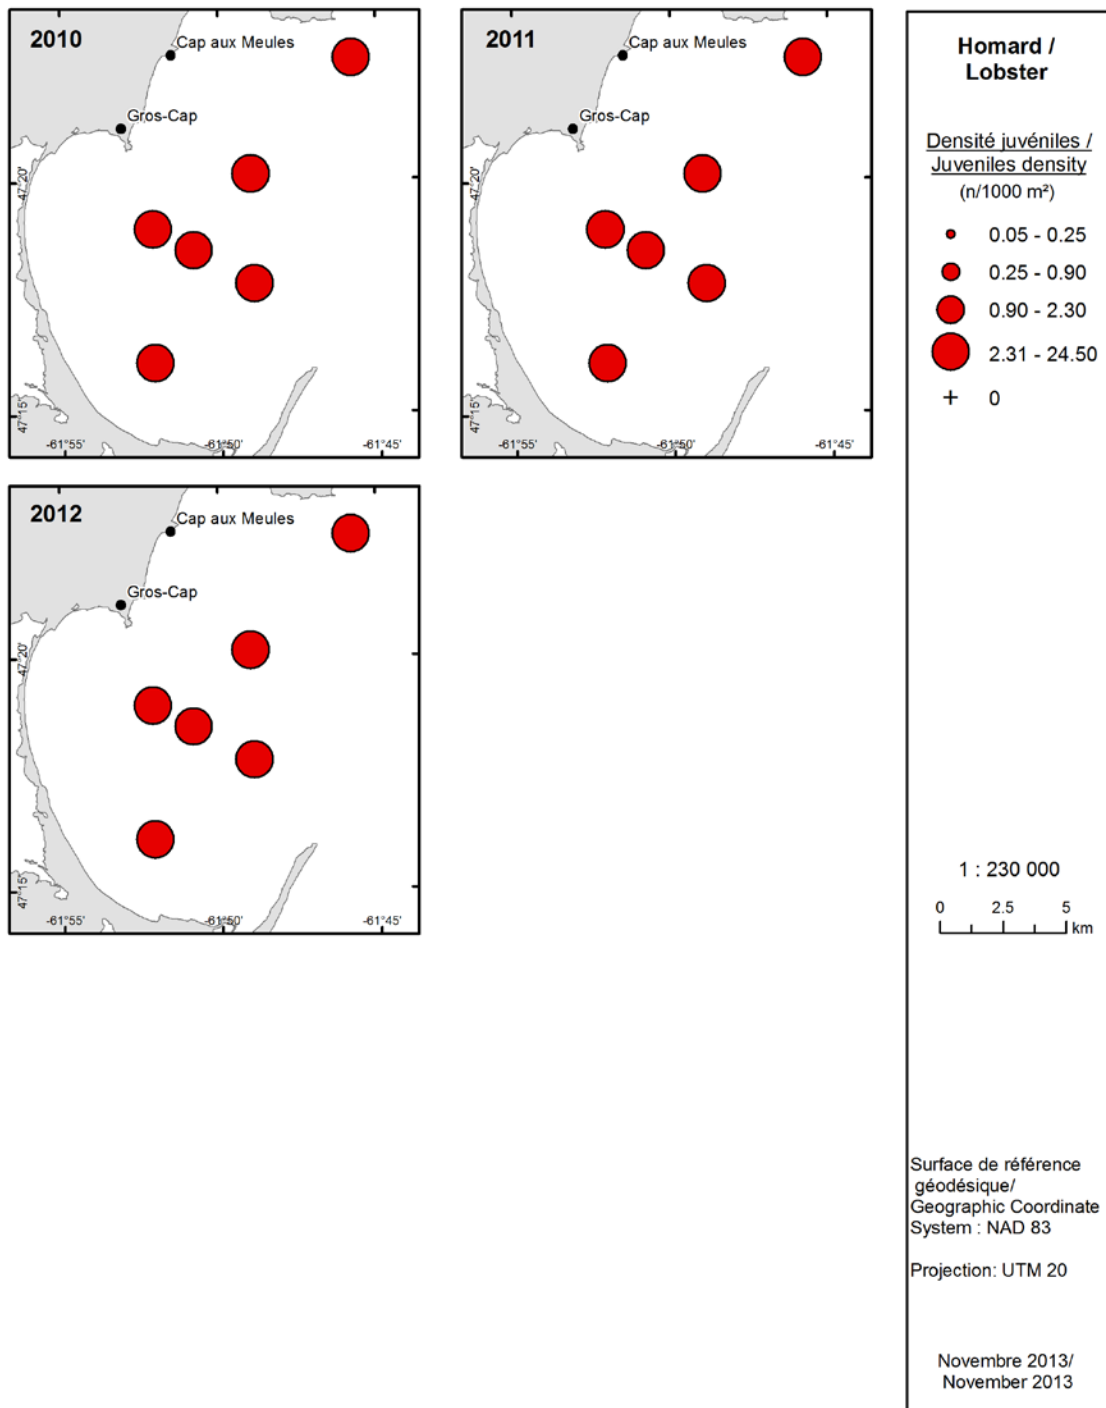 2010
Cap aux Meules
Gros-Cap
47°20'
47°15'
-61°55'
-61°50'
-61°45'
2011
Cap aux Meules
Gros-Cap
47°20'
47°15'
-61°55'
-61°50'
-61°45'
2012
Cap aux Meules
Gros-Cap
47°20'
47°15'
-61°55'
-61°50'
-61°45'
Homard /
Lobster
Densité juvéniles /
Juveniles density
(n/1000 m²)
0.05 - 0.25
0.25 - 0.90
0.90 - 2.30
2.31 - 24.50
0
1 : 230 000
0 2.5 5
km
Surface de référence
géodésique/
Geographic Coordinate
System : NAD 83
Projection: UTM 20
Novembre 2013/
November 2013